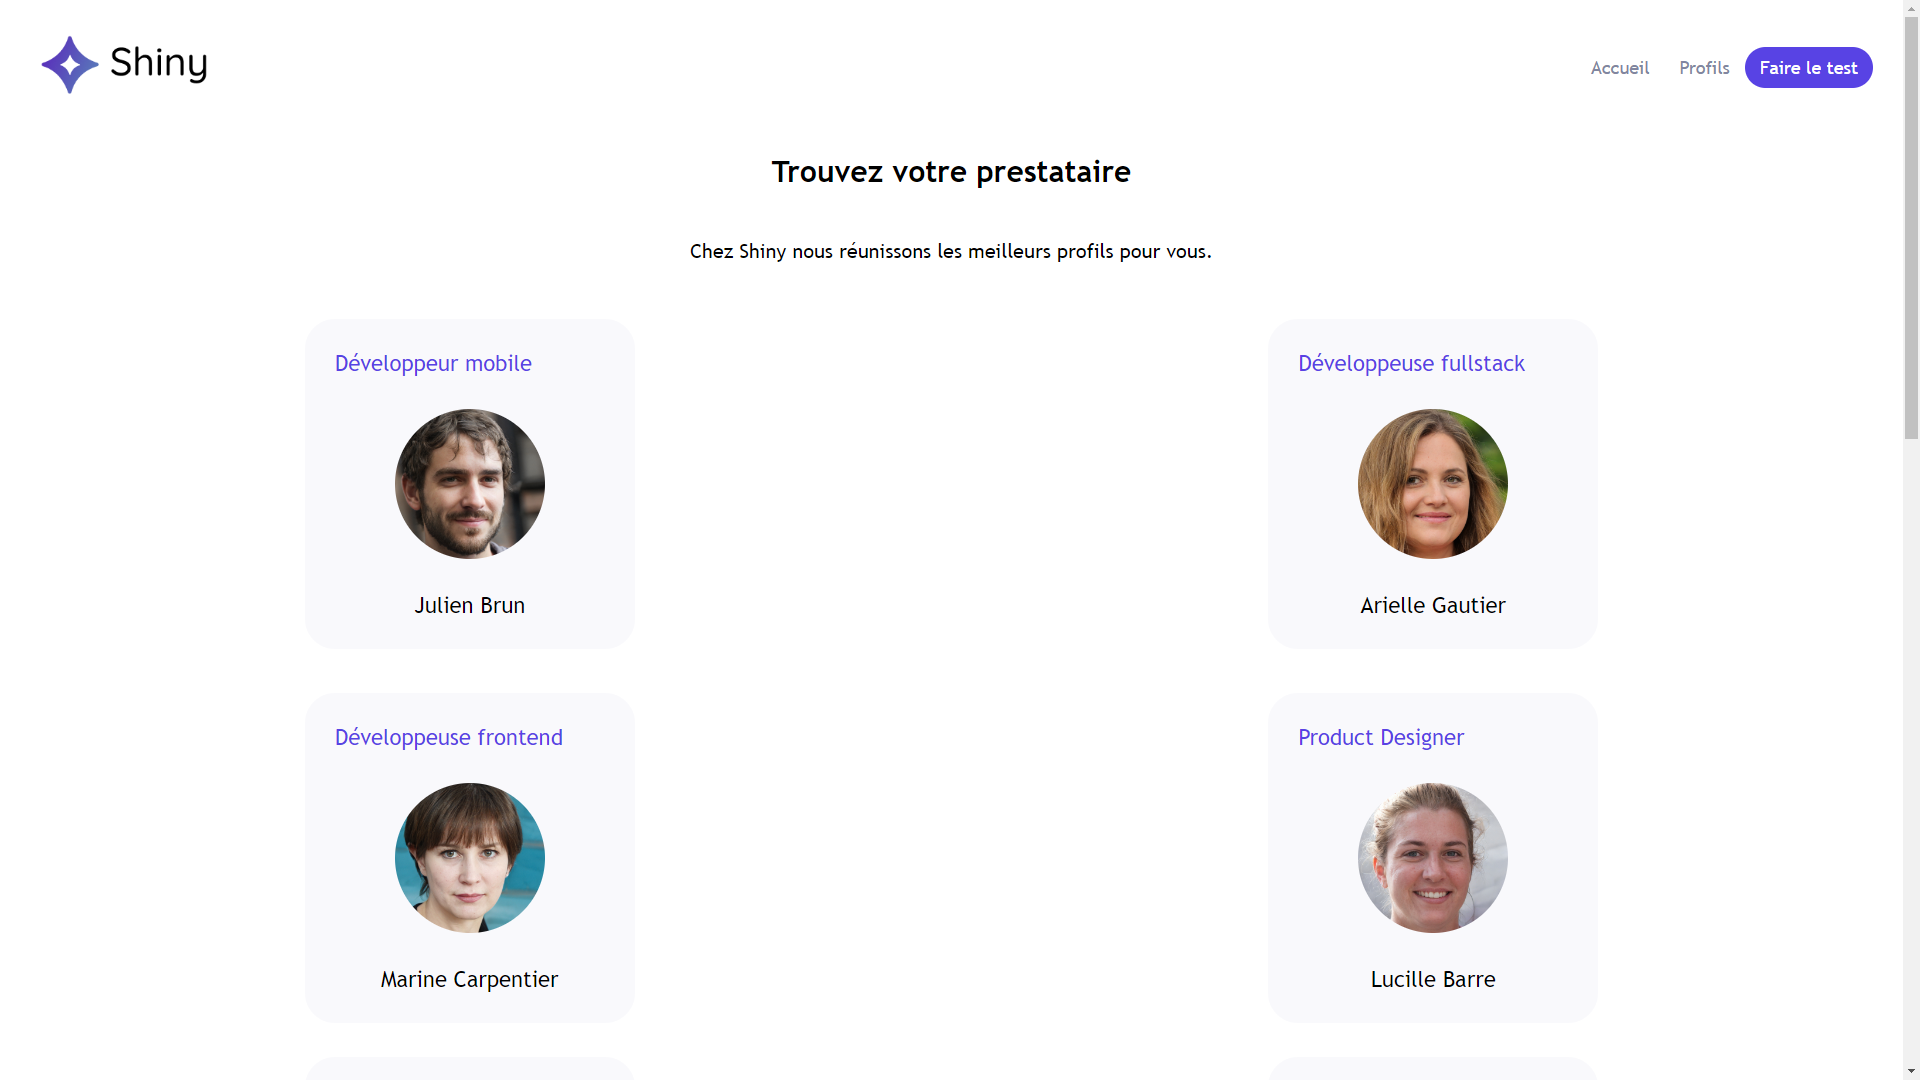 Shiny
Accueil
Profils
Faire le test
Trouvez votre prestataire
Chez Shiny nous réunissons les meilleurs profils pour vous.
Développeur mobile
Julien Brun
Développeuse fullstack
Arielle Gautier
Développeuse frontend
Marine Carpentier
Product Designer
Lucille Barre